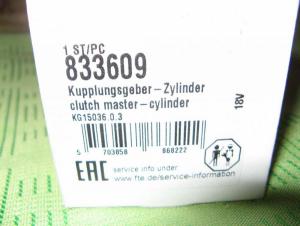 1 ST/PC
833609
Kupplungsgeber-Zylinder
clutch master-cylinder
KG15036.0.3
18V
5 703858 868222
EAC
service info under
www.fte.de/service-information